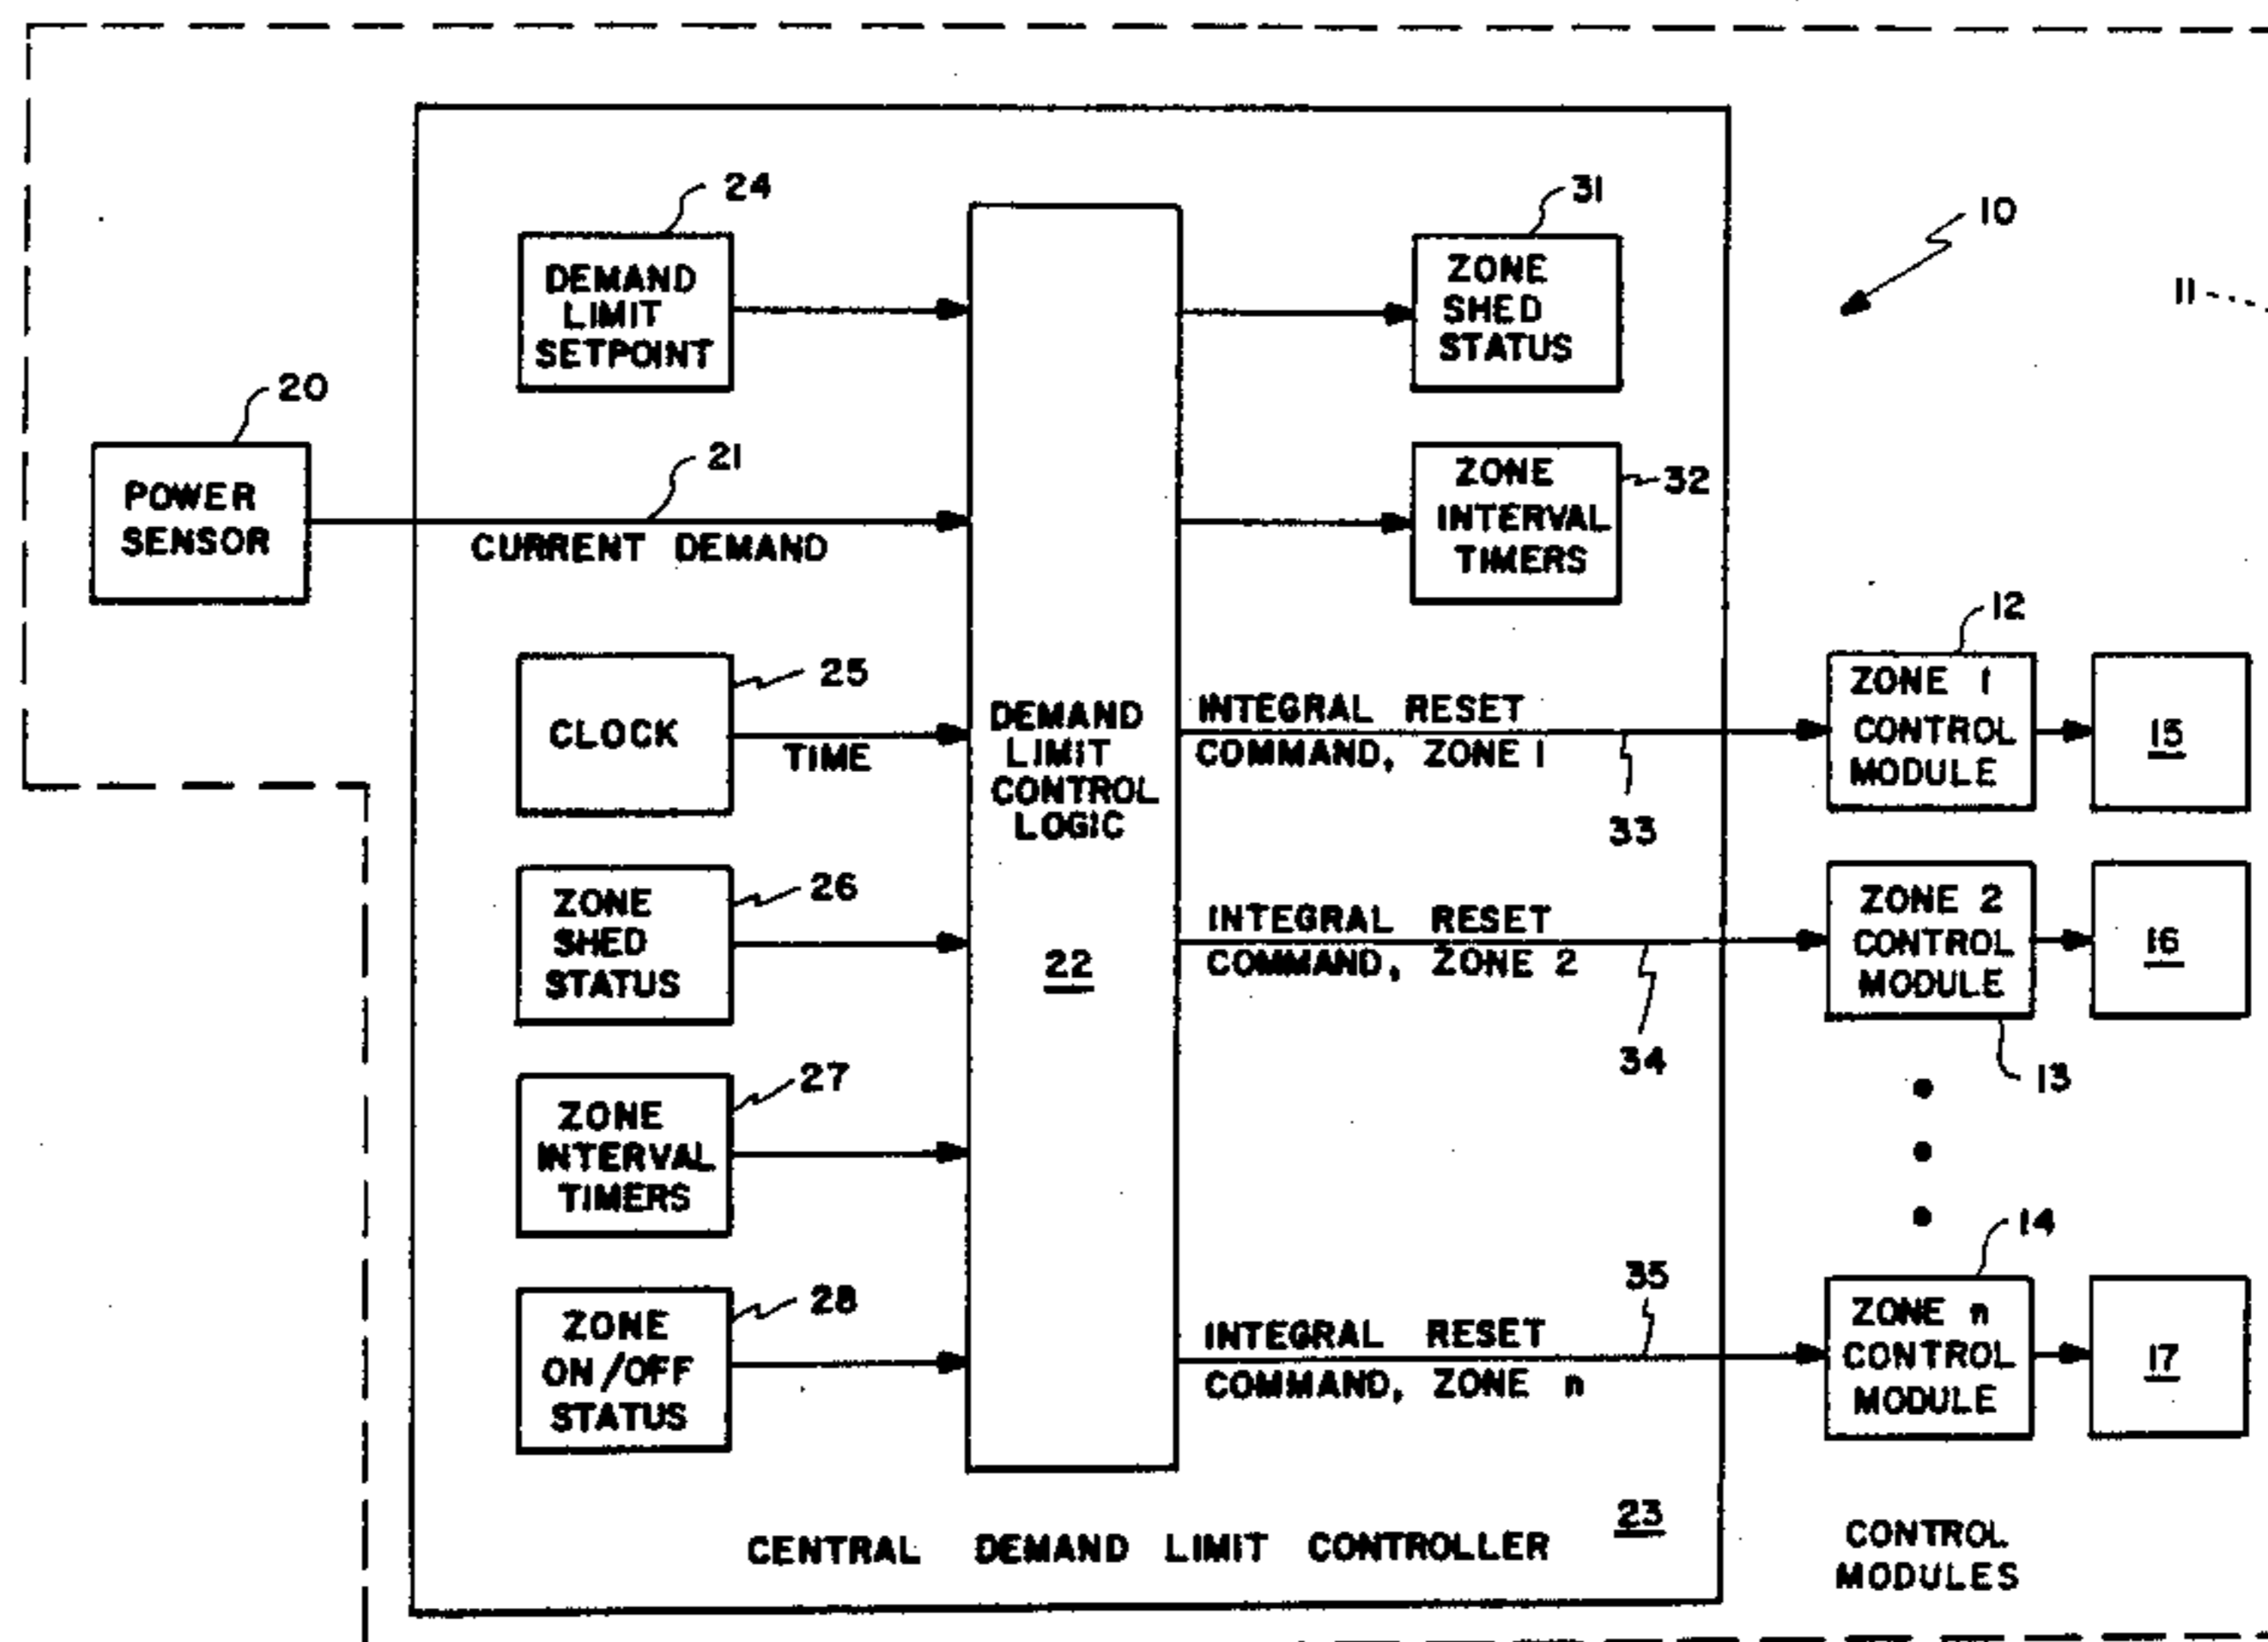 24
DEMAND
LIMIT
SETPOINT
31
ZONE
SHED
STATUS
10
11
20
POWER
SENSOR
21
CURRENT DEMAND
ZONE
INTERVAL
TIMERS
32
25
CLOCK
TIME
DEMAND
LIMIT
CONTROL
LOGIC
22
INTEGRAL RESET
COMMAND, ZONE 1
33
12
ZONE 1
CONTROL
MODULE
15
26
ZONE
SHED
STATUS
INTEGRAL RESET
COMMAND, ZONE 2
34
ZONE 2
CONTROL
MODULE
13
16
27
ZONE
INTERVAL
TIMERS
28
ZONE
ON/OFF
STATUS
35
INTEGRAL RESET
COMMAND, ZONE n
14
ZONE n
CONTROL
MODULE
17
23
CENTRAL DEMAND LIMIT CONTROLLER
CONTROL
MODULES